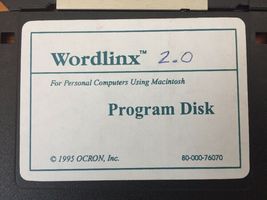 Wordlinx™ 2.0
For Personal Computers Using Macintosh
Program Disk
© 1995 OCRON, Inc. 80-000-76070